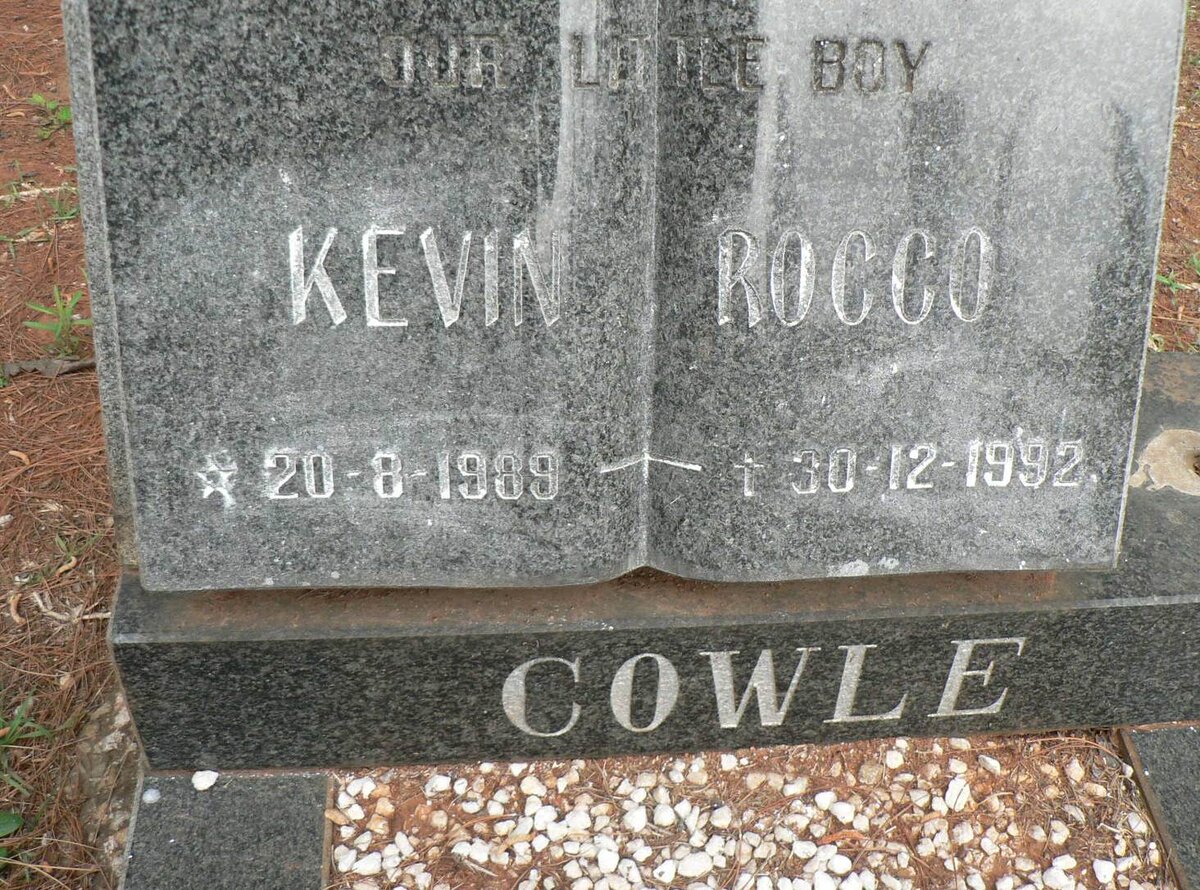 OUR LITTLE BOY
KEVIN ROCCO
20-8-1989 † 30-12-1992
COWLE